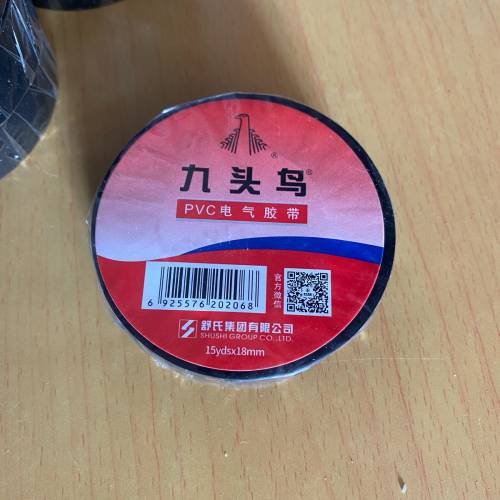 ®
九头鸟®
PVC电气胶带
官方微信
6 925576 202068
舒氏集团有限公司
SHUSHI GROUP CO.,LTD.
15ydsx18mm